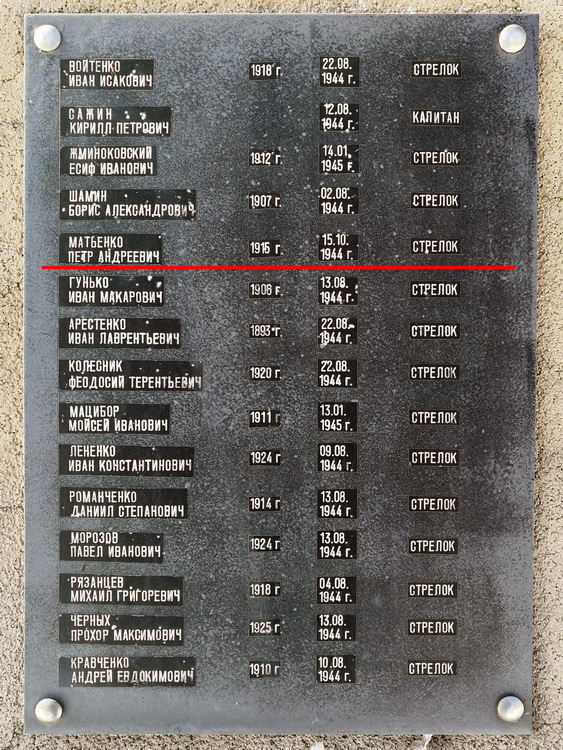 ВОЙТЕНКО
ИВАН ИСАКОВИЧ 1918 г. 22.08. 1944 г. СТРЕЛОК
САЖИН
КИРИЛЛ ПЕТРОВИЧ 12.08. 1944 г. КАПИТАН
ЖМИНОКОВСКИЙ
ЕСИФ ИВАНОВИЧ 1912 г. 14.01. 1945 г. СТРЕЛОК
ШАМИН
БОРИС АЛЕКСАНДРОВИЧ 1907 г. 02.08. 1944 г. СТРЕЛОК
МАТЬЕНКО
ПЕТР АНДРЕЕВИЧ 1915 г. 15.10. 1944 г. СТРЕЛОК
ГУНЬКО
ИВАН МАКАРОВИЧ 1908 г. 13.08. 1944 г. СТРЕЛОК
АРЕСТЕНКО
ИВАН ЛАВРЕНТЬЕВИЧ 1893 г. 22.08. 1944 г. СТРЕЛОК
КОЛЕСНИК
ФЕОДОСИЙ ТЕРЕНТЬЕВИЧ 1920 г. 22.08. 1944 г. СТРЕЛОК
МАЦИБОР
МОЙСЕЙ ИВАНОВИЧ 1911 г 13.01. 1945 г. СТРЕЛОК
ЛЕНЕНКО
ИВАН КОНСТАНТИНОВИЧ 1924 г 09.08. 1944 г. СТРЕЛОК
РОМАНЧЕНКО
ДАНИИЛ СТЕПАНОВИЧ 1914 г 13.08. 1944 г. СТРЕЛОК
МОРОЗОВ
ПАВЕЛ ИВАНОВИЧ 1924 г 13.08. 1944 г. СТРЕЛОК
РЯЗАНЦЕВ
МИХАИЛ ГРИГОРЕВИЧ 1918 г 04.08. 1944 г. СТРЕЛОК
ЧЕРНЫХ
ПРОХОР МАКСИМОВИЧ 1925 г. 13.08. 1944 г. СТРЕЛОК
КРАВЧЕНКО
АНДРЕЙ ЕВДОКИМОВИЧ 1910 г 10.08. 1944 г. СТРЕЛОК